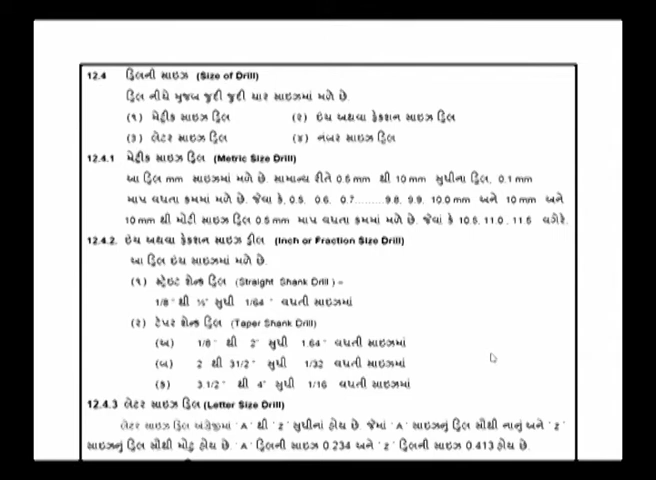 12.4 ડ્રિલની સાઇઝ (Size of Drill)
ડ્રિલ નીચે મુજબ જુદી જુદી ચાર સાઇઝમાં મળે છે.
(૧) મેટ્રીક સાઇઝ ડ્રિલ (૨) ઇંચ અથવા ફ્રેકશન સાઇઝ ડ્રિલ
(૩) લેટર સાઇઝ ડ્રિલ (૪) નંબર સાઇઝ ડ્રિલ
12.4.1 મેટ્રીક સાઇઝ ડ્રિલ (Metric Size Drill)
આ ડ્રિલ mm સાઇઝમાં મળે છે. સામાન્ય રીતે 0.5 mm થી 10 mm સુધીના ડ્રિલ, 0.1 mm
માપ વધતા ક્રમમાં મળે છે. જેવા કે, 0.5, 0.6, 0.7.........9.8, 9.9, 10.0 mm અને 10 mm અને
10 mm થી મોટી સાઇઝ ડ્રિલ 0.5 mm માપ વધતા ક્રમમાં મળે છે. જેવાં કે 10.5, 11.0, 11.5 વગેરે.
12.4.2. ઇંચ અથવા ફ્રેકશન સાઇઝ ડ્રીલ (Inch or Fraction Size Drill)
આ ડ્રિલ ઇંચ સાઇઝમાં મળે છે.
(૧) સ્ટ્રેઇટ શેન્ક ડ્રિલ (Straight Shank Drill) –
1/8" થી ½" સુધી 1/64" વધતી સાઇઝમાં
(૨) ટેપર શેન્ક ડ્રિલ (Taper Shank Drill)
(અ) 1/8" થી 2" સુધી 1.64" વધતી સાઇઝમાં
(બ) 2 થી 31/2" સુધી 1/32 વધતી સાઇઝમાં
(ક) 3.1/2" થી 4" સુધી 1/16 વધતી સાઇઝમાં
12.4.3 લેટર સાઇઝ ડ્રિલ (Letter Size Drill)
લેટર સાઇઝ ડ્રિલ અંગ્રેજીમાં 'A' થી 'Z' સુધીનાં હોય છે. જેમાં 'A' સાઇઝનું ડ્રિલ સૌથી નાનું અને 'Z'
સાઇઝનું ડ્રિલ સૌથી મોટું હોય છે. 'A' ડ્રિલની સાઇઝ 0.234 અને 'Z' ડ્રિલની સાઇઝ 0.413 હોય છે.